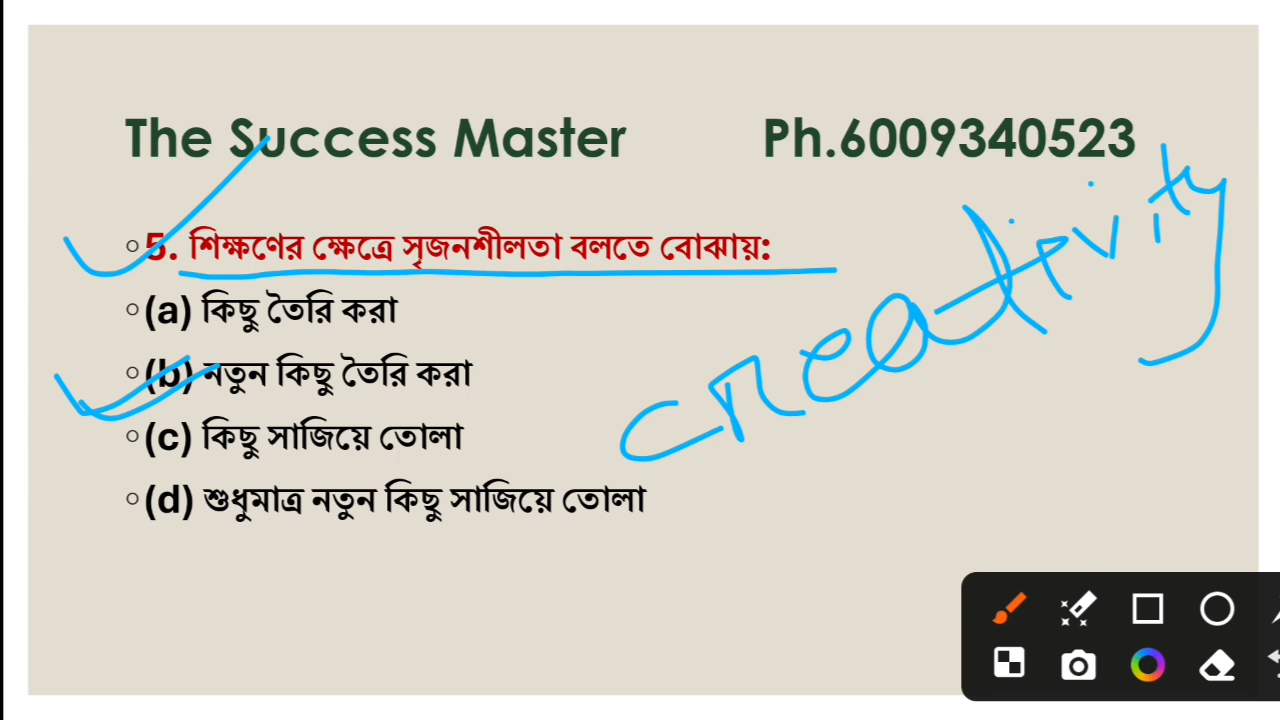 The Success Master Ph.6009340523
5. শিক্ষণের ক্ষেত্রে সৃজনশীলতা বলতে বোঝায়:
(a) কিছু তৈরি করা
(b) নতুন কিছু তৈরি করা
(c) কিছু সাজিয়ে তোলা
(d) শুধুমাত্র নতুন কিছু সাজিয়ে তোলা
creativity